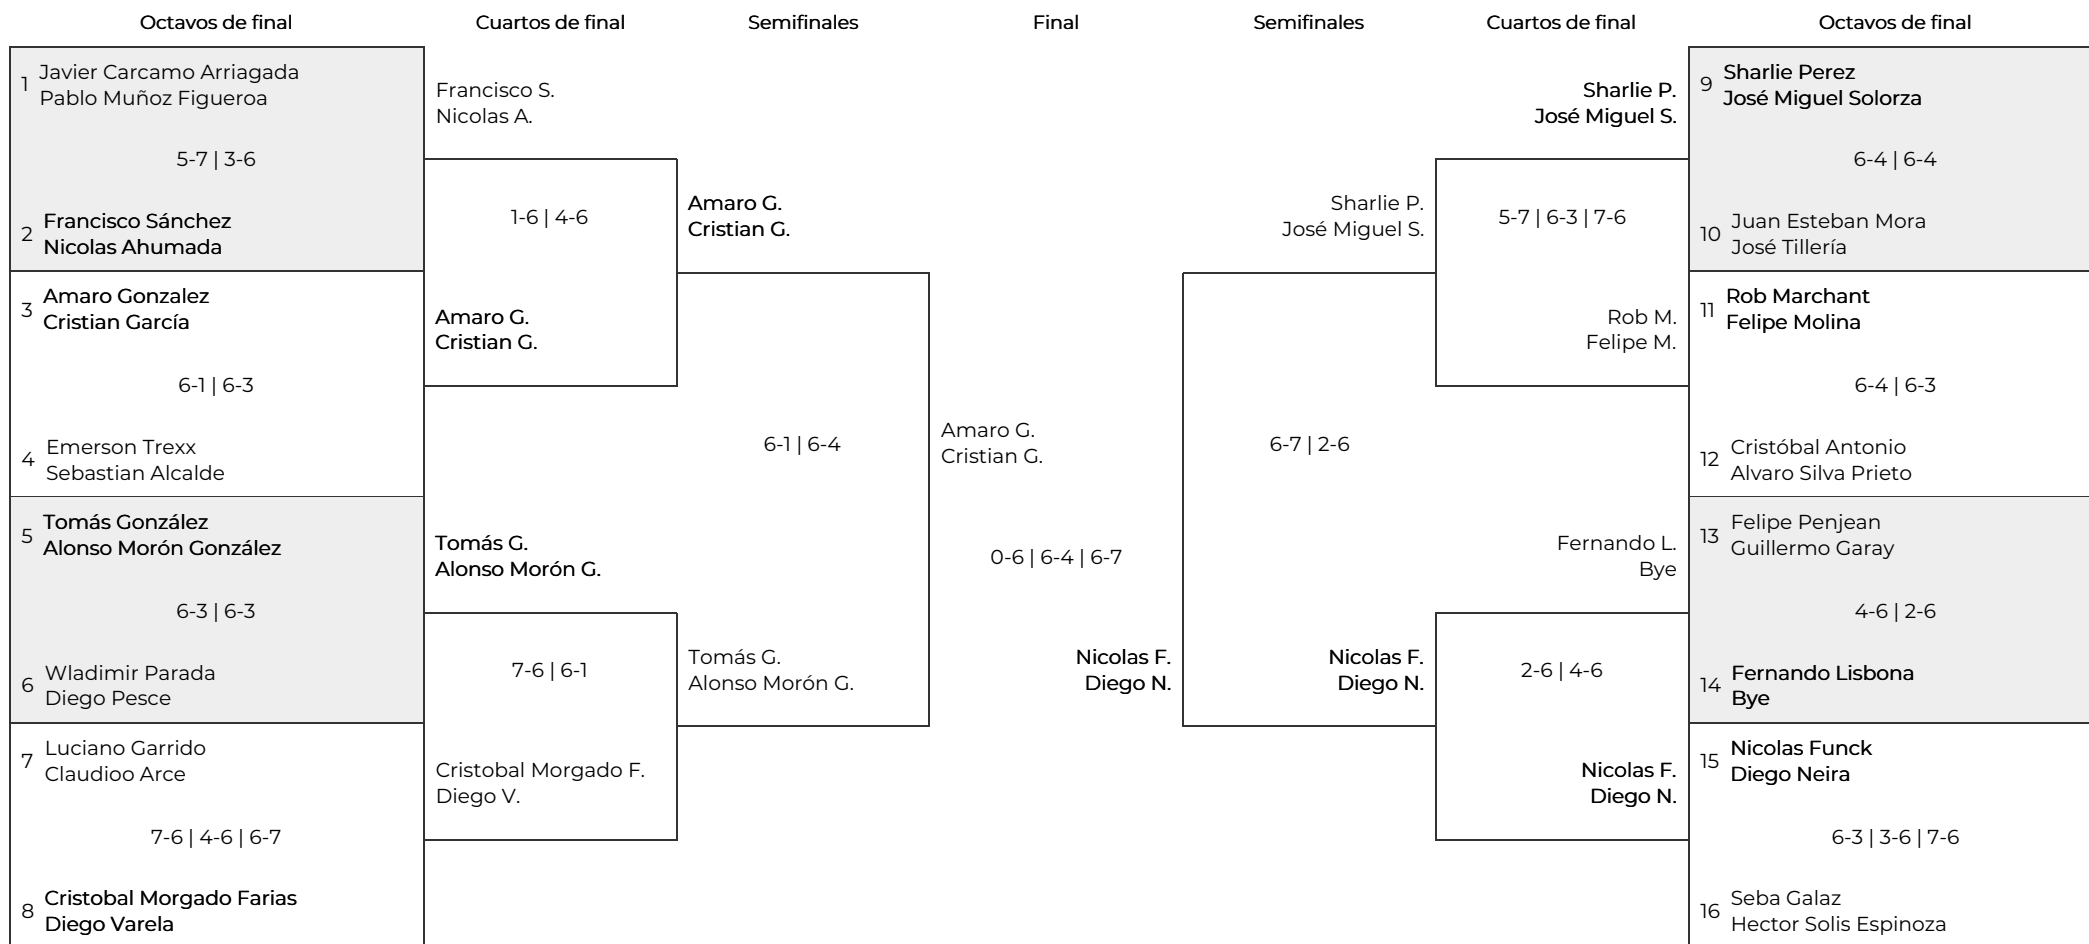 Octavos de final
Cuartos de final
Semifinales
Final
Semifinales
Cuartos de final
Octavos de final
1
Javier Carcamo Arriagada
Pablo Muñoz Figueroa
5-7 | 3-6
2
Francisco Sánchez
Nicolas Ahumada
3
Amaro Gonzalez
Cristian García
6-1 | 6-3
4
Emerson Trexx
Sebastian Alcalde
5
Tomás González
Alonso Morón González
6-3 | 6-3
6
Wladimir Parada
Diego Pesce
7
Luciano Garrido
Claudioo Arce
7-6 | 4-6 | 6-7
8
Cristobal Morgado Farias
Diego Varela
Francisco S.
Nicolas A.
1-6 | 4-6
Amaro G.
Cristian G.
Tomás G.
Alonso Morón G.
7-6 | 6-1
Cristobal Morgado F.
Diego V.
Amaro G.
Cristian G.
6-1 | 6-4
Tomás G.
Alonso Morón G.
Amaro G.
Cristian G.
0-6 | 6-4 | 6-7
Nicolas F.
Diego N.
Sharlie P.
José Miguel S.
6-7 | 2-6
Nicolas F.
Diego N.
Sharlie P.
José Miguel S.
5-7 | 6-3 | 7-6
Rob M.
Felipe M.
Fernando L.
Bye
2-6 | 4-6
Nicolas F.
Diego N.
9
Sharlie Perez
José Miguel Solorza
6-4 | 6-4
10
Juan Esteban Mora
José Tillería
11
Rob Marchant
Felipe Molina
6-4 | 6-3
12
Cristóbal Antonio
Alvaro Silva Prieto
13
Felipe Penjean
Guillermo Garay
4-6 | 2-6
14
Fernando Lisbona
Bye
15
Nicolas Funck
Diego Neira
6-3 | 3-6 | 7-6
16
Seba Galaz
Hector Solis Espinoza